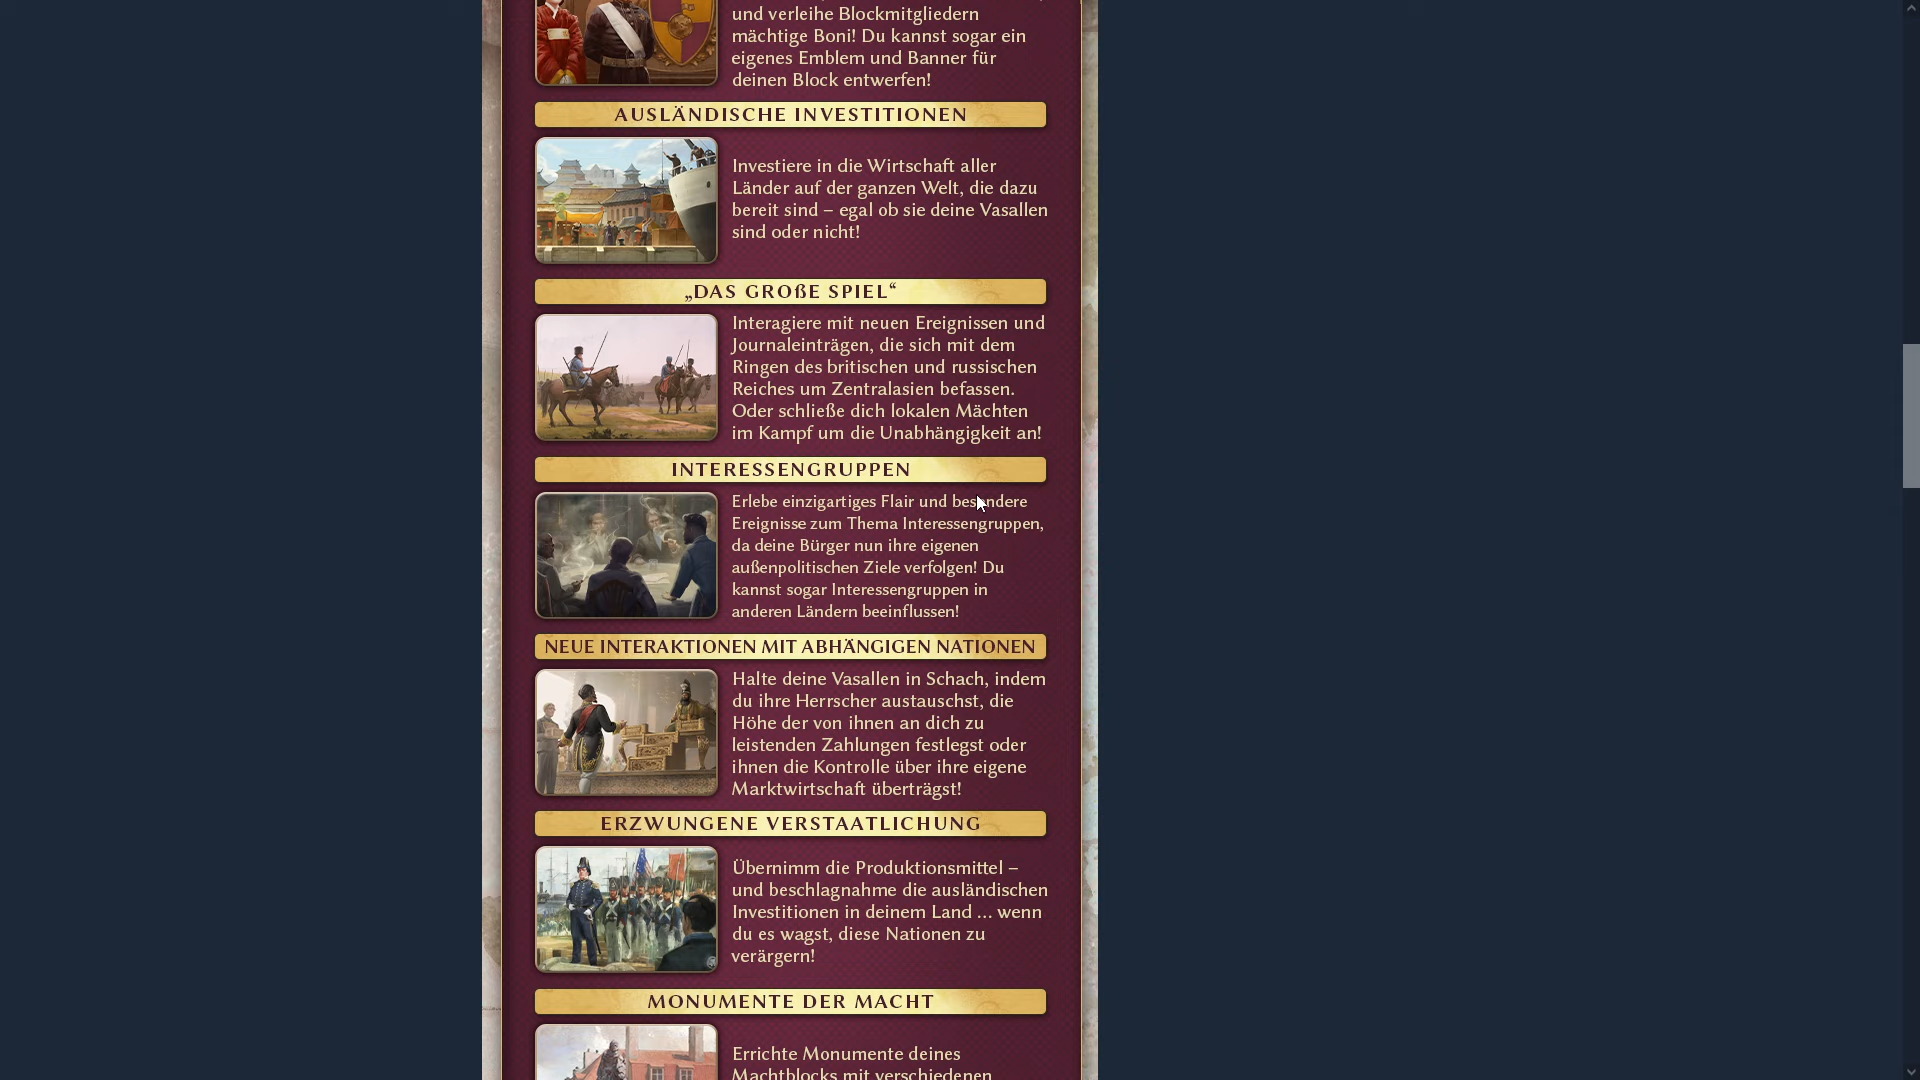 und verleihe Blockmitgliedern
mächtige Boni! Du kannst sogar ein
eigenes Emblem und Banner für
deinen Block entwerfen!
AUSLÄNDISCHE INVESTITIONEN
Investiere in die Wirtschaft aller
Länder auf der ganzen Welt, die dazu
bereit sind – egal ob sie deine Vasallen
sind oder nicht!
„DAS GROẞE SPIEL“
Interagiere mit neuen Ereignissen und
Journaleinträgen, die sich mit dem
Ringen des britischen und russischen
Reiches um Zentralasien befassen.
Oder schließe dich lokalen Mächten
im Kampf um die Unabhängigkeit an!
INTERESSENGRUPPEN
Erlebe einzigartiges Flair und besondere
Ereignisse zum Thema Interessengruppen,
da deine Bürger nun ihre eigenen
außenpolitischen Ziele verfolgen! Du
kannst sogar Interessengruppen in
anderen Ländern beeinflussen!
NEUE INTERAKTIONEN MIT ABHÄNGIGEN NATIONEN
Halte deine Vasallen in Schach, indem
du ihre Herrscher austauschst, die
Höhe der von ihnen an dich zu
leistenden Zahlungen festlegst oder
ihnen die Kontrolle über ihre eigene
Marktwirtschaft überträgst!
ERZWUNGENE VERSTAATLICHUNG
Übernimm die Produktionsmittel –
und beschlagnahme die ausländischen
Investitionen in deinem Land … wenn
du es wagst, diese Nationen zu
verärgern!
MONUMENTE DER MACHT
Errichte Monumente deines
Machtblocks mit verschiedenen